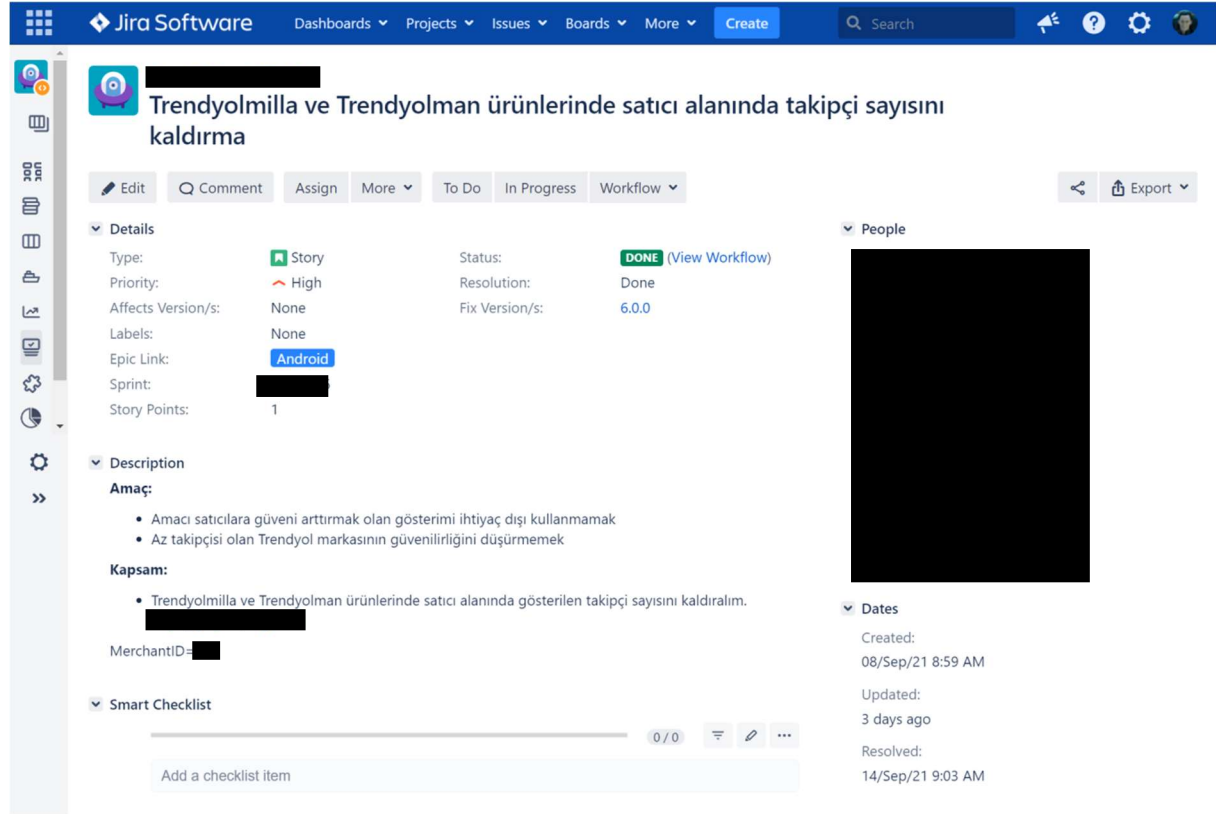 Jira Software Dashboards Projects Issues Boards More Create Search
Trendyolmilla ve Trendyolman ürünlerinde satıcı alanında takipçi sayısını
kaldırma
Edit Comment Assign More To Do In Progress Workflow Export
Details
Type: Story
Priority: High
Affects Version/s: None
Labels: None
Epic Link: Android
Sprint:
Story Points: 1
Status: DONE (View Workflow)
Resolution: Done
Fix Version/s: 6.0.0
Description
Amaç:
• Amacı satıcılara güveni arttırmak olan gösterimi ihtiyaç dışı kullanmamak
• Az takipçisi olan Trendyol markasının güvenilirliğini düşürmemek
Kapsam:
• Trendyolmilla ve Trendyolman ürünlerinde satıcı alanında gösterilen takipçi sayısını kaldıralım.
MerchantID=
Smart Checklist
0 / 0
Add a checklist item
People
Dates
Created:
08/Sep/21 8:59 AM
Updated:
3 days ago
Resolved:
14/Sep/21 9:03 AM